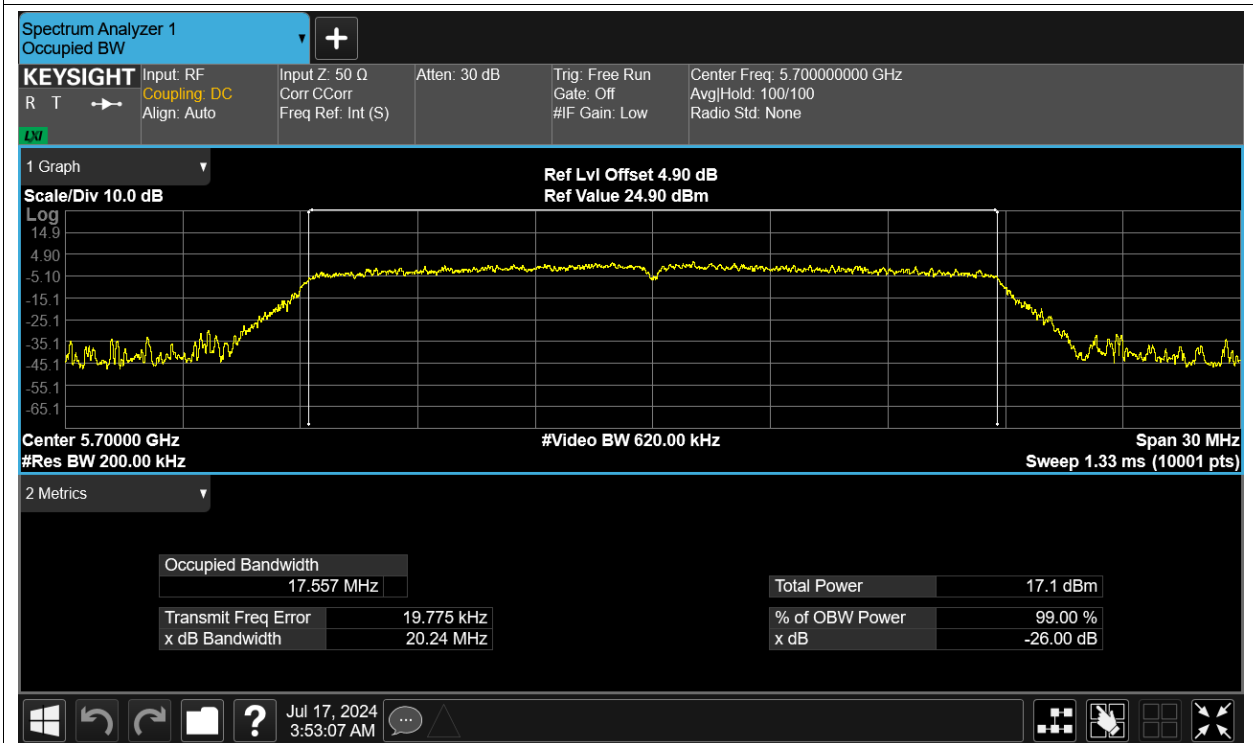 Spectrum Analyzer 1
Occupied BW
KEYSIGHT
R T
LXI
Input: RF
Coupling: DC
Align: Auto
Input Z: 50 Ω
Corr CCorr
Freq Ref: Int (S)
Atten: 30 dB
Trig: Free Run
Gate: Off
#IF Gain: Low
Center Freq: 5.700000000 GHz
Avg|Hold: 100/100
Radio Std: None
1 Graph
Scale/Div 10.0 dB
Ref Lvl Offset 4.90 dB
Ref Value 24.90 dBm
Log
14.9
4.90
-5.10
-15.1
-25.1
-35.1
-45.1
-55.1
-65.1
Center 5.70000 GHz
#Video BW 620.00 kHz
Span 30 MHz
#Res BW 200.00 kHz
Sweep 1.33 ms (10001 pts)
2 Metrics
Occupied Bandwidth
17.557 MHz
Total Power 17.1 dBm
Transmit Freq Error 19.775 kHz
% of OBW Power 99.00 %
x dB Bandwidth 20.24 MHz
x dB -26.00 dB
?
Jul 17, 2024
3:53:07 AM